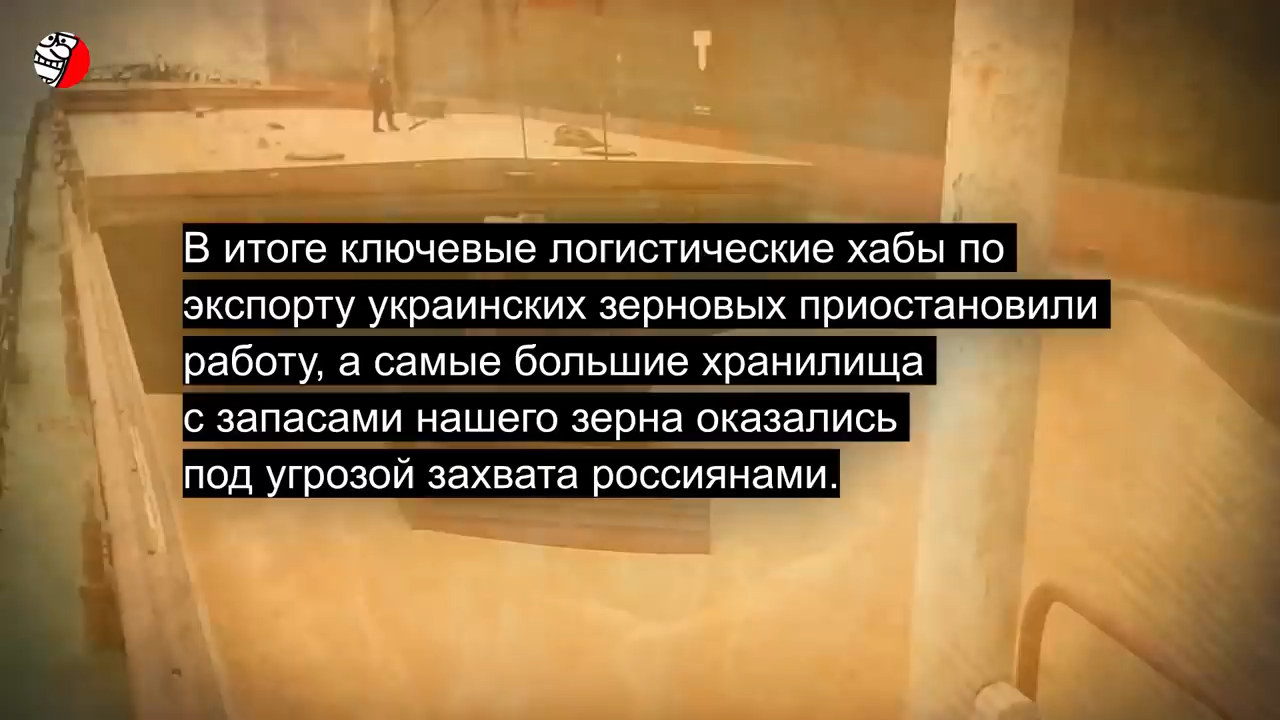 В итоге ключевые логистические хабы по
экспорту украинских зерновых приостановили
работу, а самые большие хранилища
с запасами нашего зерна оказались
под угрозой захвата россиянами.